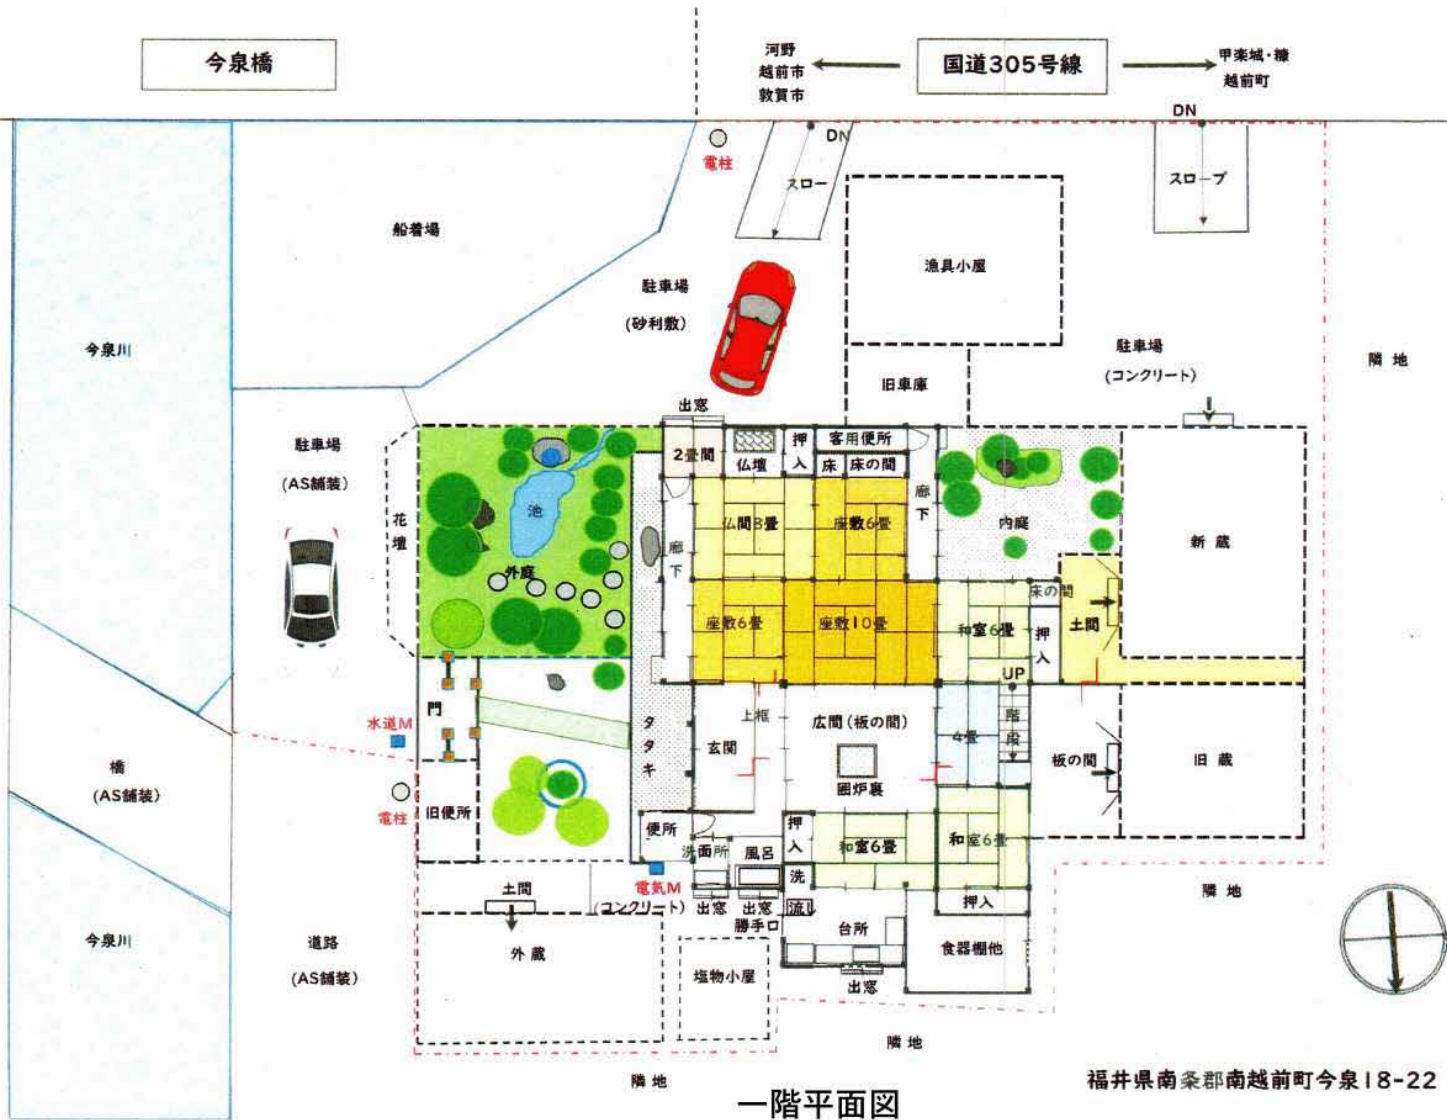 今泉橋
河野
越前市
敦賀市
国道305号線
甲楽城・糠
越前町
DN
DN
電柱
スロー
スロープ
船着場
漁具小屋
駐車場
(砂利敷)
今泉川
駐車場
(コンクリート)
隣地
旧車庫
出窓
駐車場
(AS舗装)
花壇
2畳間
仏壇
押入
客用便所
床
床の間
廊下
池
外庭
廊下
仏間8畳
座敷6畳
内庭
新蔵
座敷6畳
座敷10畳
和室6畳
床の間
押入
土間
UP
門
水道M
タタキ
玄関
上框
広間(板の間)
囲炉裏
4畳
階段
板の間
旧蔵
橋
(AS舗装)
電柱
旧便所
便所
洗面所
風呂
押入
和室6畳
和室6畳
洗
電気M
土間
(コンクリート)
出窓
出窓
勝手口
流し
台所
押入
食器棚他
隣地
今泉川
道路
(AS舗装)
外蔵
塩物小屋
出窓
隣地
隣地
福井県南条郡南越前町今泉18-22
一階平面図